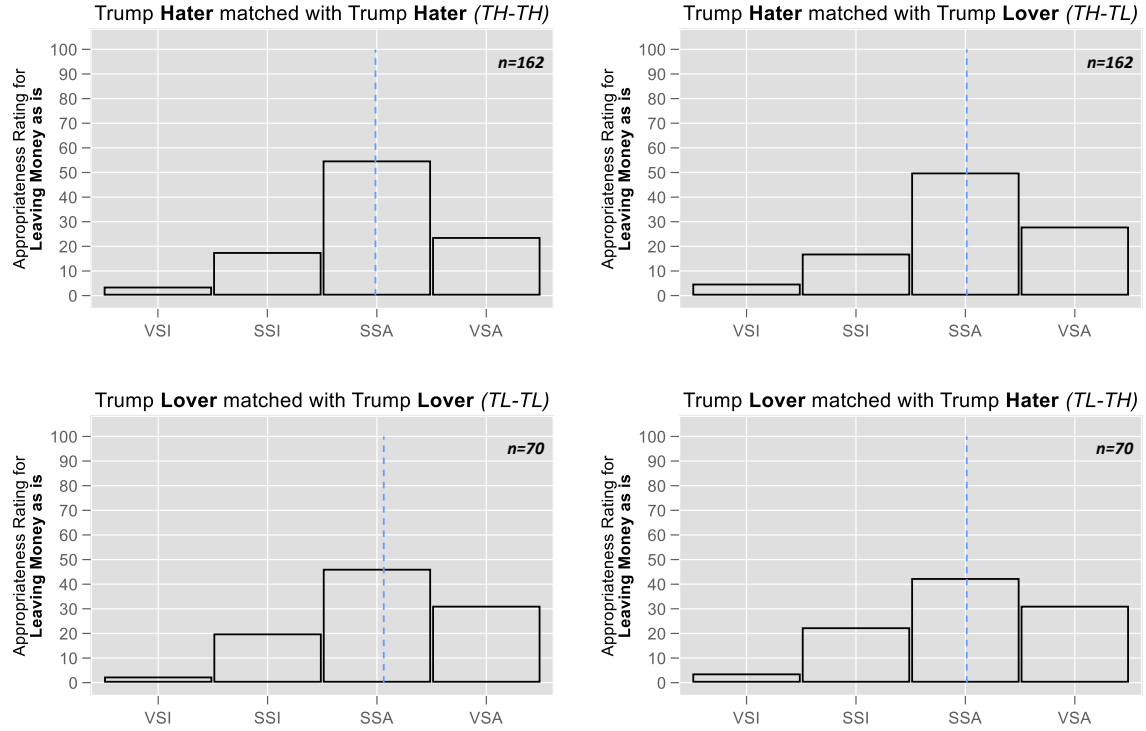 Trump Hater matched with Trump Hater (TH-TH)
Appropriateness Rating for
Leaving Money as is
100
90
80
70
60
50
40
30
20
10
0
n=162
VSI SSI SSA VSA
Trump Hater matched with Trump Lover (TH-TL)
Appropriateness Rating for
Leaving Money as is
100
90
80
70
60
50
40
30
20
10
0
n=162
VSI SSI SSA VSA
Trump Lover matched with Trump Lover (TL-TL)
Appropriateness Rating for
Leaving Money as is
100
90
80
70
60
50
40
30
20
10
0
n=70
VSI SSI SSA VSA
Trump Lover matched with Trump Hater (TL-TH)
Appropriateness Rating for
Leaving Money as is
100
90
80
70
60
50
40
30
20
10
0
n=70
VSI SSI SSA VSA